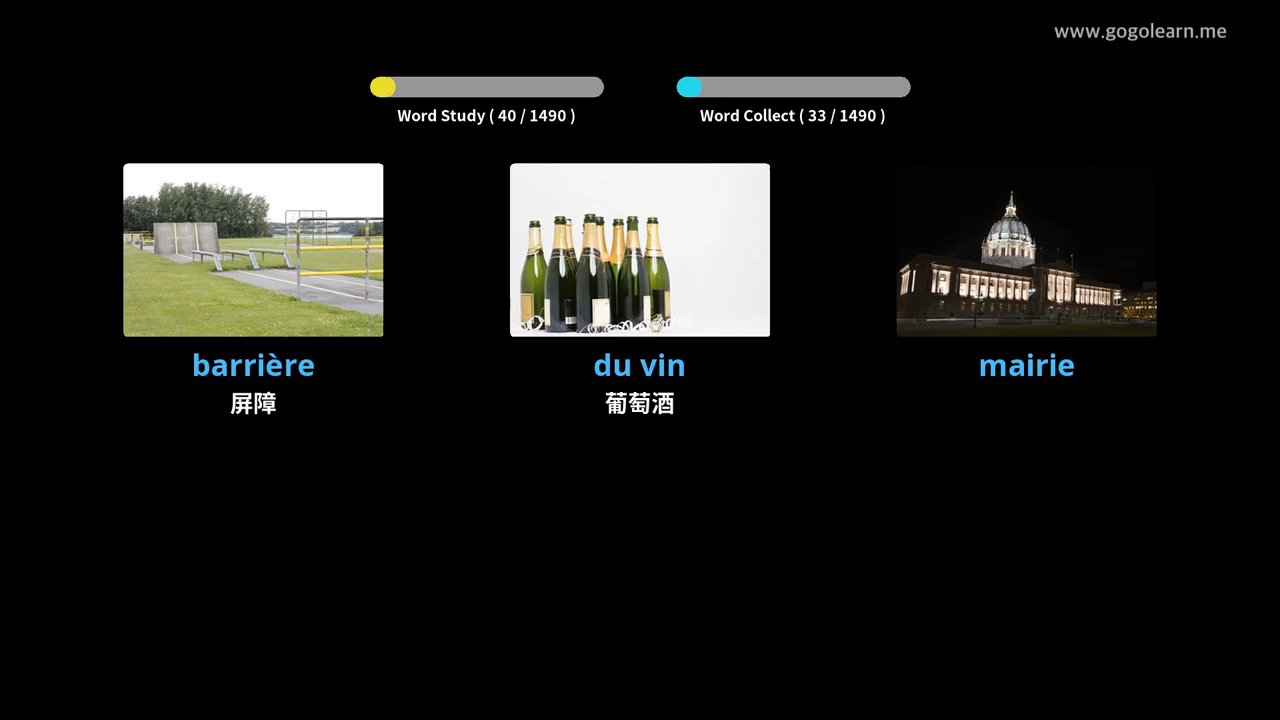 www.gogolearn.me
Word Study ( 40 / 1490 )
Word Collect ( 33 / 1490 )
barrière
du vin
mairie
屏障
葡萄酒